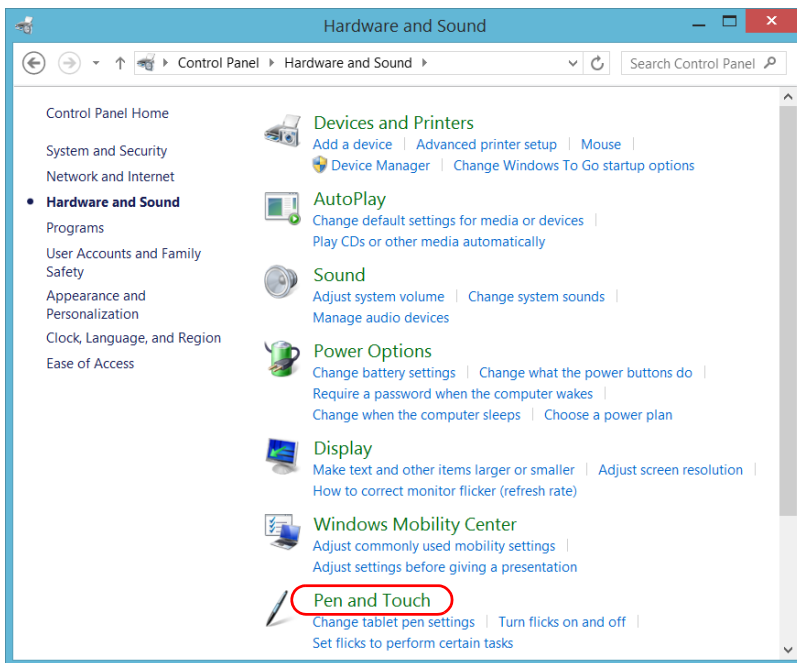 Hardware and Sound
Control Panel Hardware and Sound
Search Control Panel
Control Panel Home
System and Security
Network and Internet
Hardware and Sound
Programs
User Accounts and Family
Safety
Appearance and
Personalization
Clock, Language, and Region
Ease of Access
Devices and Printers
Add a device Advanced printer setup Mouse
Device Manager Change Windows To Go startup options
AutoPlay
Change default settings for media or devices
Play CDs or other media automatically
Sound
Adjust system volume Change system sounds
Manage audio devices
Power Options
Change battery settings Change what the power buttons do
Require a password when the computer wakes
Change when the computer sleeps Choose a power plan
Display
Make text and other items larger or smaller Adjust screen resolution
How to correct monitor flicker (refresh rate)
Windows Mobility Center
Adjust commonly used mobility settings
Adjust settings before giving a presentation
Pen and Touch
Change tablet pen settings Turn flicks on and off
Set flicks to perform certain tasks